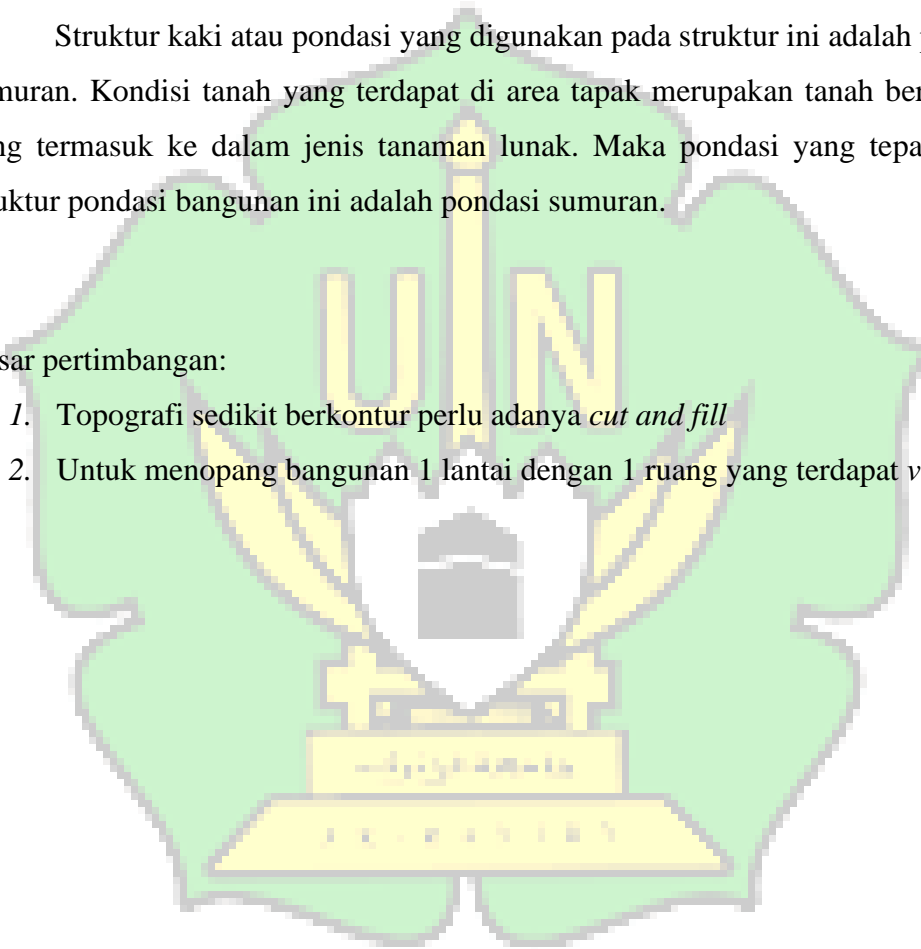 Struktur kaki atau pondasi yang digunakan pada struktur ini adalah
muran. Kondisi tanah yang terdapat di area tapak merupakan tanah ber
ng termasuk ke dalam jenis tanaman lunak. Maka pondasi yang tepa
uktur pondasi bangunan ini adalah pondasi sumuran.
sar pertimbangan:
1. Topografi sedikit berkontur perlu adanya cut and fill
2. Untuk menopang bangunan 1 lantai dengan 1 ruang yang terdapat v
UIN